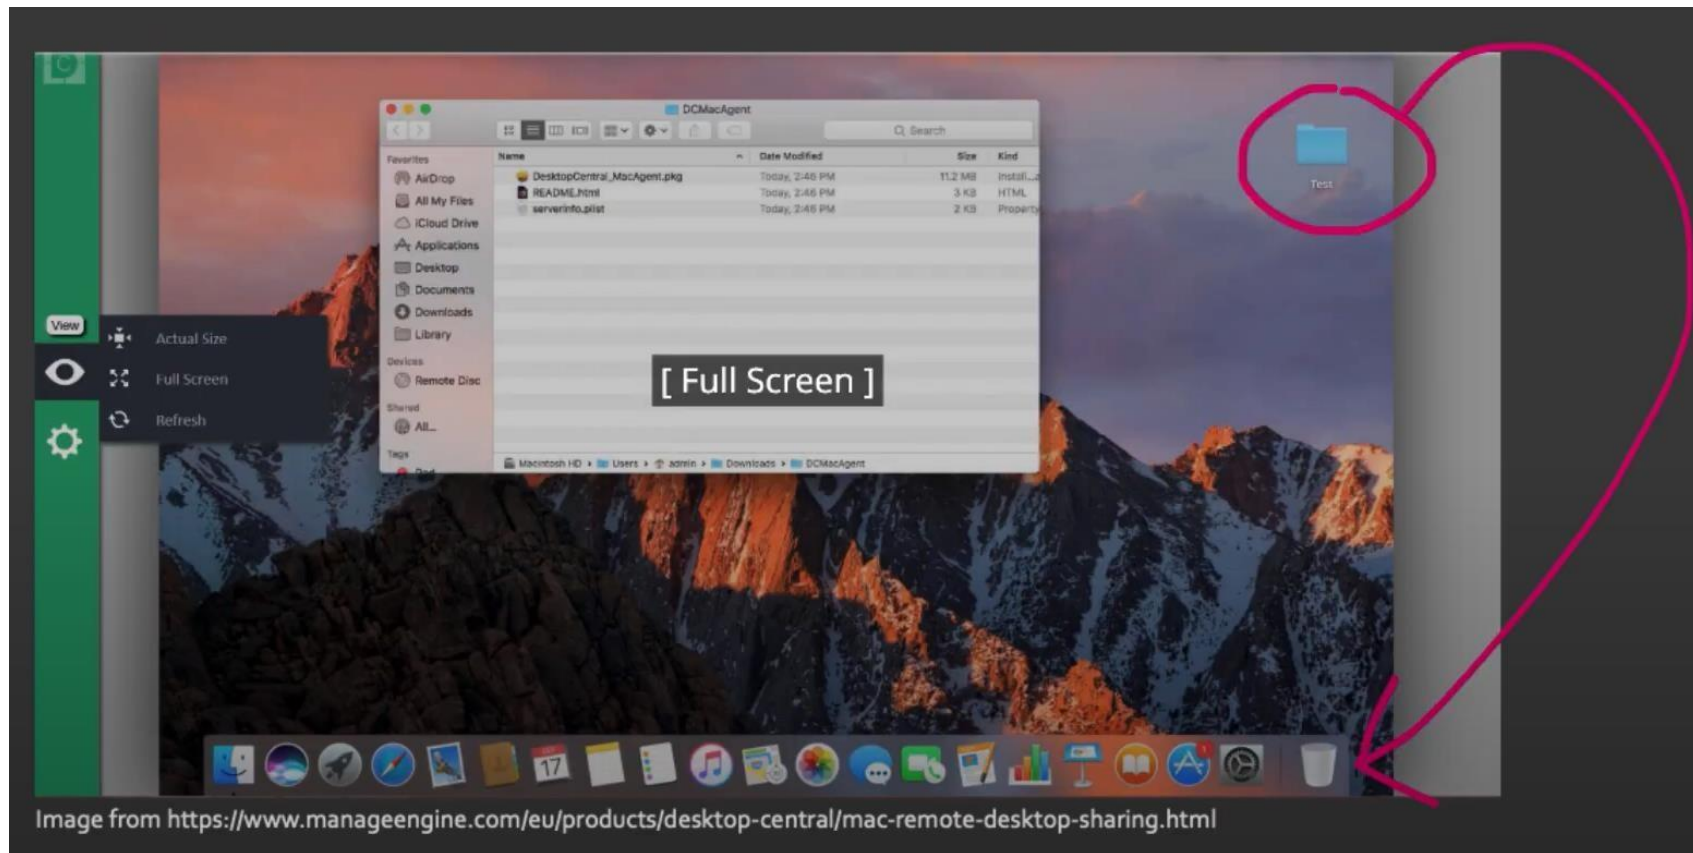 DCMacAgent
Search
Favorites
AirDrop
All My Files
iCloud Drive
Applications
Desktop
Documents
Downloads
Library
Devices
Remote Disc
Shared
All...
Tags
Red
Name Date Modified Size Kind
DesktopCentral_MacAgent.pkg Today, 2:46 PM 11.2 MB Install...a
README.html Today, 2:46 PM 3 KB HTML
serverinfo.plist Today, 2:46 PM 2 KB Property
Macintosh HD Users admin Downloads DCMacAgent
Test
View
Actual Size
Full Screen
Refresh
[ Full Screen ]
17
1
Image from https://www.manageengine.com/eu/products/desktop-central/mac-remote-desktop-sharing.html